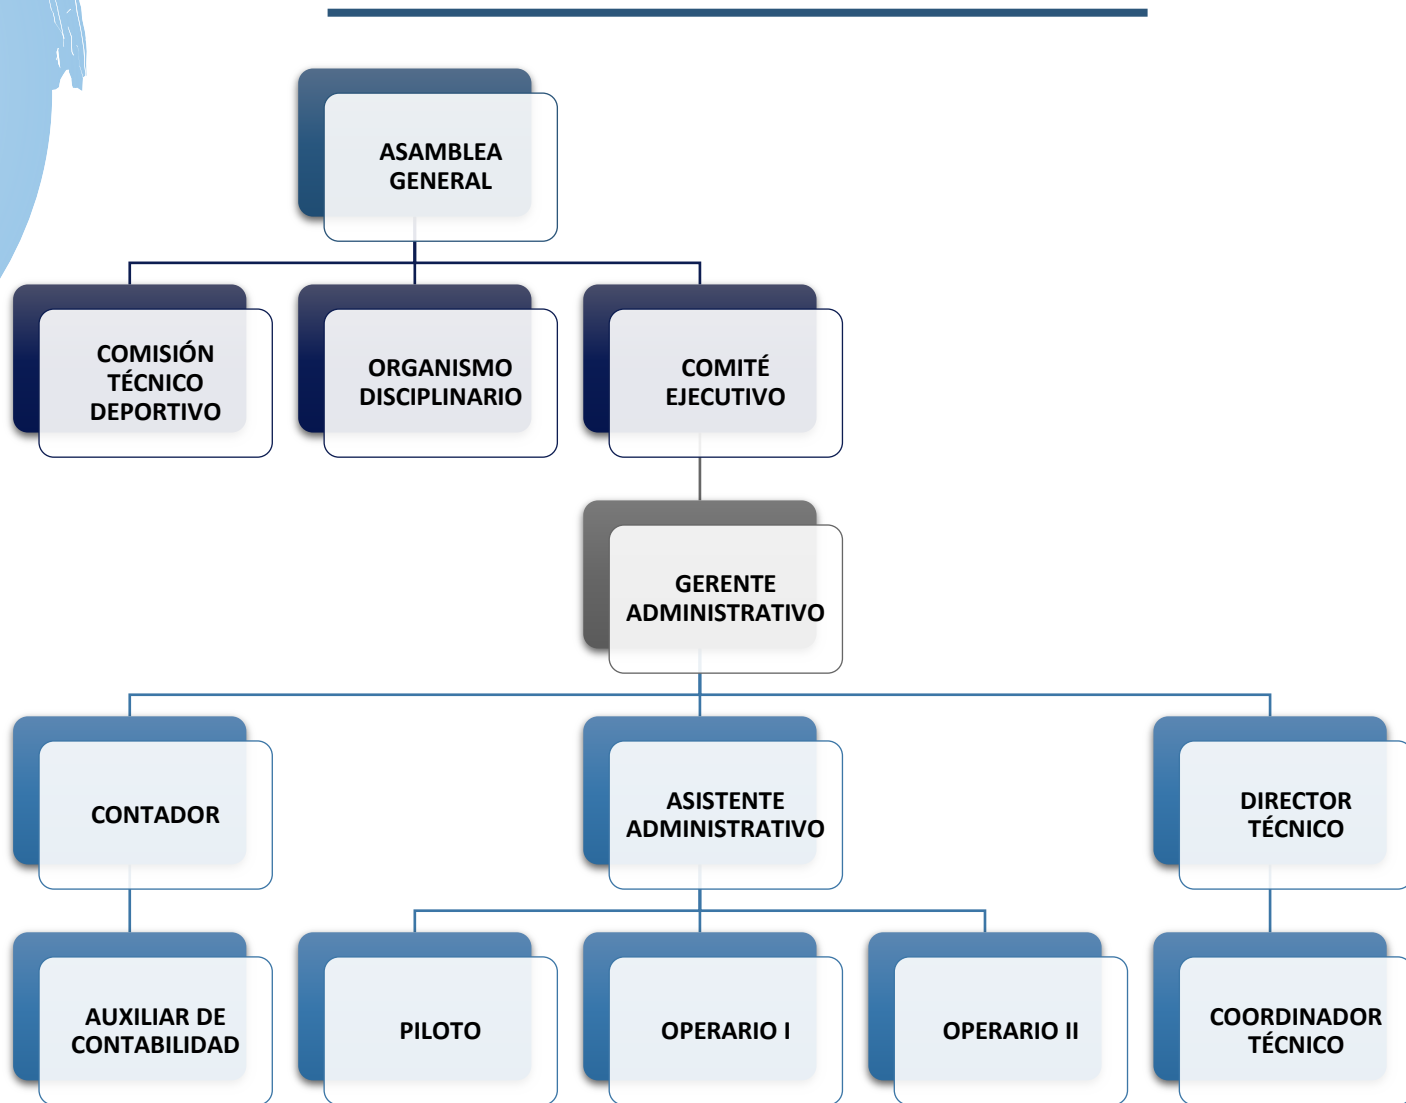 ASAMBLEA
GENERAL
COMISIÓN
TÉCNICO
DEPORTIVO
ORGANISMO
DISCIPLINARIO
COMITÉ
EJECUTIVO
GERENTE
ADMINISTRATIVO
CONTADOR
ASISTENTE
ADMINISTRATIVO
DIRECTOR
TÉCNICO
AUXILIAR DE
CONTABILIDAD
PILOTO
OPERARIO I
OPERARIO II
COORDINADOR
TÉCNICO